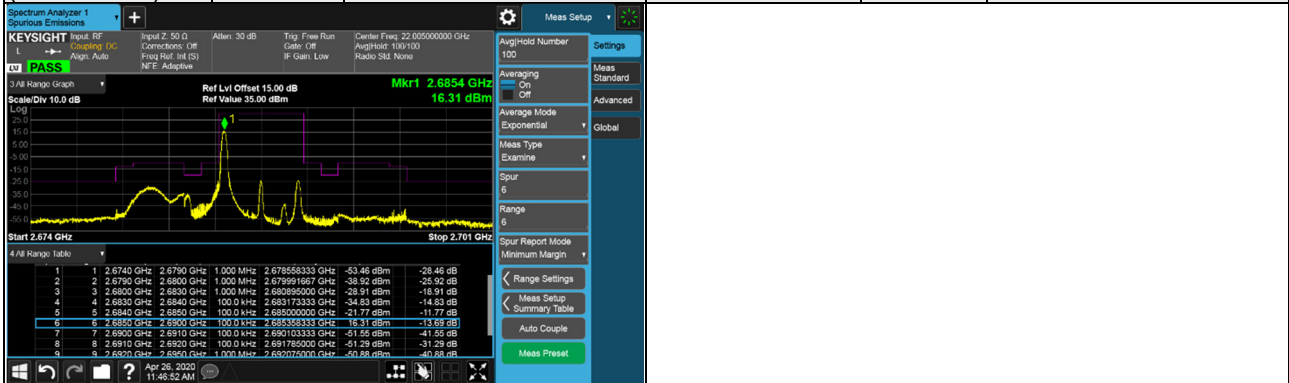 Spectrum Analyzer 1
Spurious Emissions
Meas Setup
KEYSIGHT
L
LXI
PASS
Input: RF
Coupling: DC
Align: Auto
Input Z: 50 Ω
Corrections: Off
Freq Ref: Int (S)
NFE: Adaptive
Atten: 30 dB
Trig: Free Run
Gate: Off
IF Gain: Low
Center Freq: 22.005000000 GHz
Avg|Hold: 100/100
Radio Std: None
3 All Range Graph
Scale/Div 10.0 dB
Ref Lvl Offset 15.00 dB
Ref Value 35.00 dBm
Mkr1 2.6854 GHz
16.31 dBm
Log
25.0
15.0
5.00
-5.00
-15.0
-25.0
-35.0
-45.0
-55.0
1
Start 2.674 GHz
Stop 2.701 GHz
4 All Range Table
1 1 2.6740 GHz 2.6790 GHz 1.000 MHz 2.678558333 GHz -53.46 dBm -28.46 dB
2 2 2.6790 GHz 2.6800 GHz 1.000 MHz 2.679991667 GHz -38.92 dBm -25.92 dB
3 3 2.6800 GHz 2.6830 GHz 1.000 MHz 2.680895000 GHz -28.91 dBm -18.91 dB
4 4 2.6830 GHz 2.6840 GHz 100.0 kHz 2.683173333 GHz -34.83 dBm -14.83 dB
5 5 2.6840 GHz 2.6850 GHz 100.0 kHz 2.685000000 GHz -21.77 dBm -11.77 dB
6 6 2.6850 GHz 2.6900 GHz 100.0 kHz 2.685358333 GHz 16.31 dBm -13.69 dB
7 7 2.6900 GHz 2.6910 GHz 100.0 kHz 2.690103333 GHz -51.55 dBm -41.55 dB
8 8 2.6910 GHz 2.6920 GHz 100.0 kHz 2.691785000 GHz -51.29 dBm -31.29 dB
9 9 2.6920 GHz 2.6950 GHz 1.000 MHz 2.692075000 GHz -50.88 dBm -40.88 dB
Apr 26, 2020
11:46:52 AM
Avg|Hold Number
100
Averaging
On
Off
Average Mode
Exponential
Meas Type
Examine
Spur
6
Range
6
Spur Report Mode
Minimum Margin
Range Settings
Meas Setup
Summary Table
Auto Couple
Meas Preset
Settings
Meas
Standard
Advanced
Global